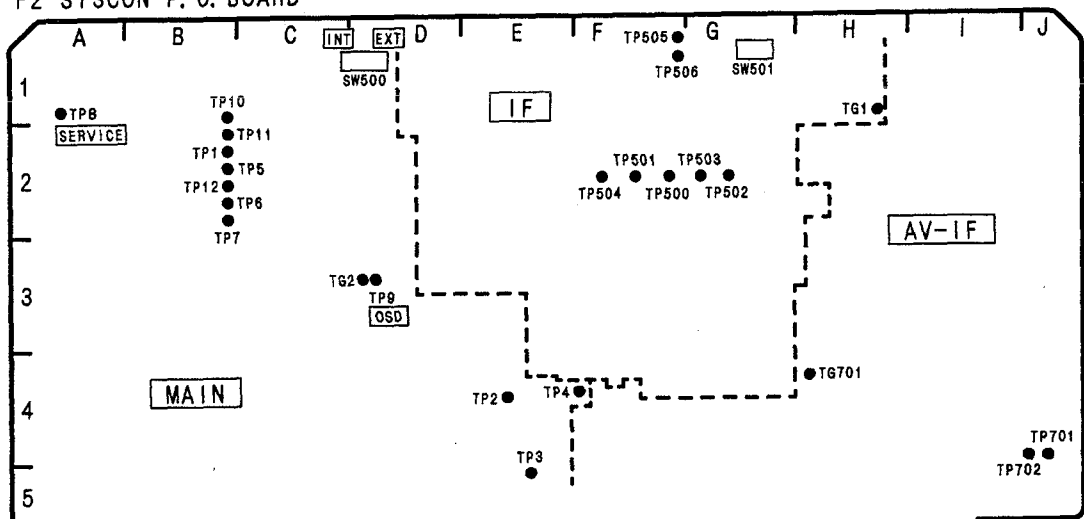 F2 SYSCON P. C. BOARD
A B C D E F G H I J
INT EXT
SW500
TP505
TP506
SW501
1
IF
TP8
SERVICE
TP10
TP11
TP1
TP5
TP12
TP6
TP7
TG1
2
TP501 TP503
TP504 TP500 TP502
AV-IF
TG2
TP9
OSD
3
TG701
MAIN
TP2
TP4
4
TP3
TP701
TP702
5